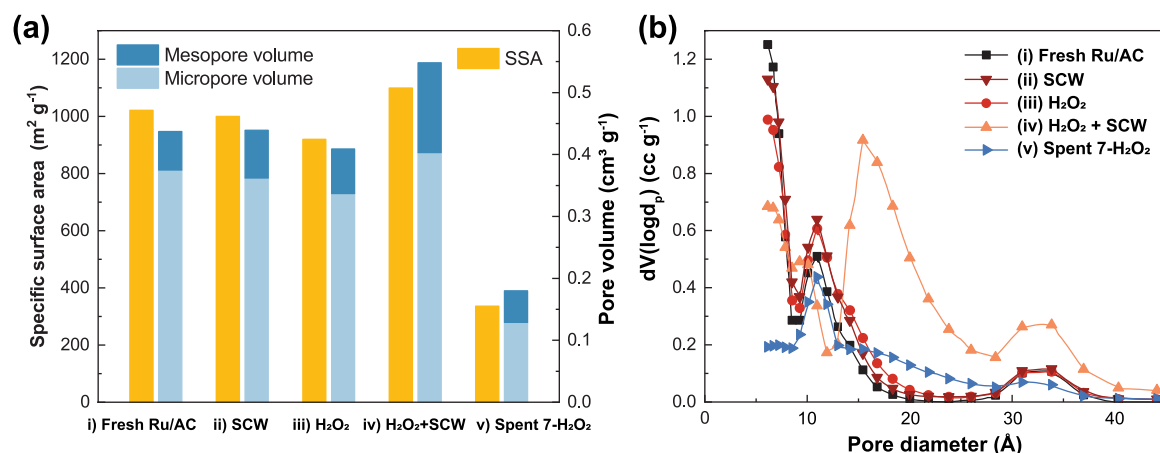 (a)
Mesopore volume
Micropore volume
SSA
Specific surface area (m² g⁻¹)
1200
1000
800
600
400
200
0
Pore volume (cm³ g⁻¹)
0.6
0.5
0.4
0.3
0.2
0.1
0.0
i) Fresh Ru/AC
ii) SCW
iii) H₂O₂
iv) H₂O₂+SCW
v) Spent 7-H₂O₂
(b)
(i) Fresh Ru/AC
(ii) SCW
(iii) H₂O₂
(iv) H₂O₂ + SCW
(v) Spent 7-H₂O₂
dV(logdₚ) (cc g⁻¹)
1.2
1.0
0.8
0.6
0.4
0.2
0.0
0
10
20
30
40
Pore diameter (Å)